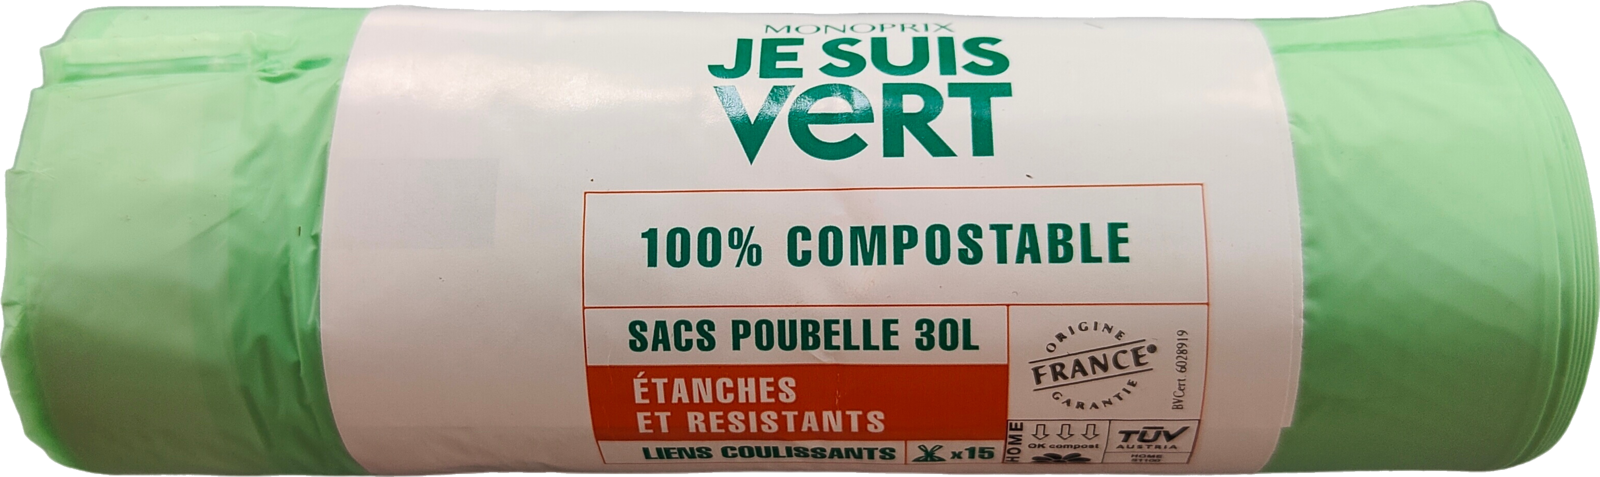 MONOPRIX
JE SUIS
VeRT
100% COMPOSTABLE
SACS POUBELLE 30L
ÉTANCHES
ET RESISTANTS
LIENS COULISSANTS
x15
ORIGINE
FRANCE
GARANTIE
BVCert. 6028919
HOME
OK compost
TÜV
AUSTRIA
HOME